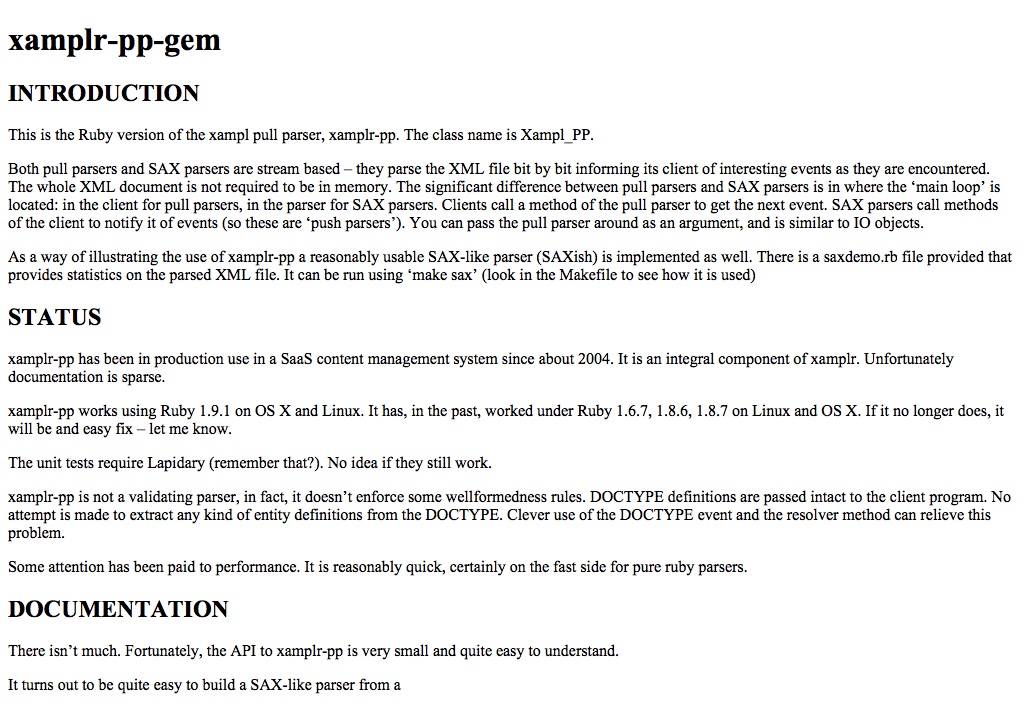 xamplr-pp-gem
INTRODUCTION
This is the Ruby version of the xampl pull parser, xamplr-pp. The class name is Xampl_PP.
Both pull parsers and SAX parsers are stream based – they parse the XML file bit by bit informing its client of interesting events as they are encountered.
The whole XML document is not required to be in memory. The significant difference between pull parsers and SAX parsers is in where the ‘main loop’ is
located: in the client for pull parsers, in the parser for SAX parsers. Clients call a method of the pull parser to get the next event. SAX parsers call methods
of the client to notify it of events (so these are ‘push parsers’). You can pass the pull parser around as an argument, and is similar to IO objects.
As a way of illustrating the use of xamplr-pp a reasonably usable SAX-like parser (SAXish) is implemented as well. There is a saxdemo.rb file provided that
provides statistics on the parsed XML file. It can be run using ‘make sax’ (look in the Makefile to see how it is used)
STATUS
xamplr-pp has been in production use in a SaaS content management system since about 2004. It is an integral component of xamplr. Unfortunately
documentation is sparse.
xamplr-pp works using Ruby 1.9.1 on OS X and Linux. It has, in the past, worked under Ruby 1.6.7, 1.8.6, 1.8.7 on Linux and OS X. If it no longer does, it
will be and easy fix – let me know.
The unit tests require Lapidary (remember that?). No idea if they still work.
xamplr-pp is not a validating parser, in fact, it doesn’t enforce some wellformedness rules. DOCTYPE definitions are passed intact to the client program. No
attempt is made to extract any kind of entity definitions from the DOCTYPE. Clever use of the DOCTYPE event and the resolver method can relieve this
problem.
Some attention has been paid to performance. It is reasonably quick, certainly on the fast side for pure ruby parsers.
DOCUMENTATION
There isn’t much. Fortunately, the API to xamplr-pp is very small and quite easy to understand.
It turns out to be quite easy to build a SAX-like parser from a